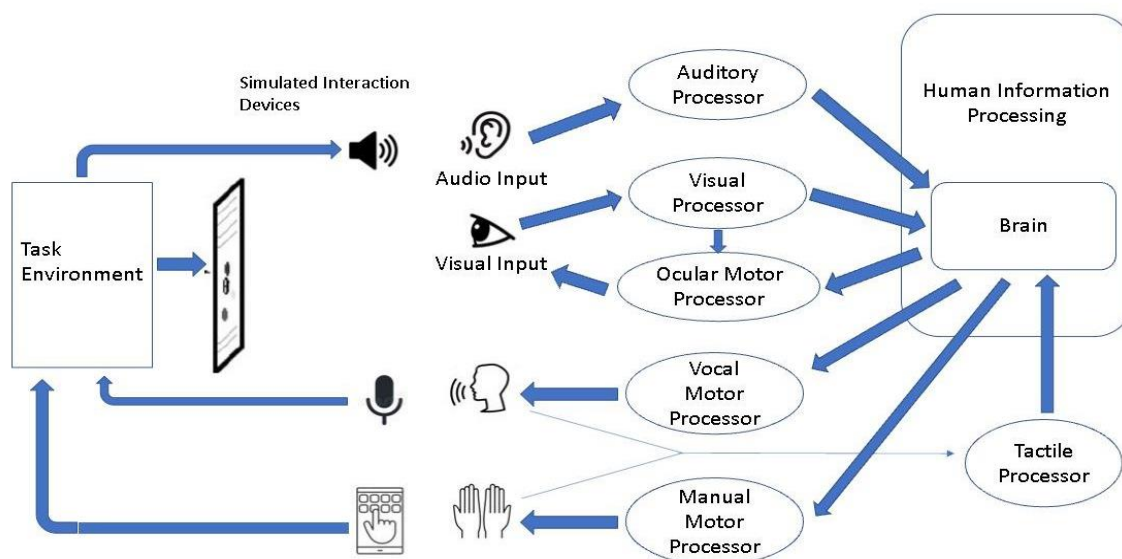 Simulated Interaction
Devices
Auditory
Processor
Human Information
Processing
Audio Input
Visual
Processor
Brain
Task
Environment
Visual Input
Ocular Motor
Processor
Vocal
Motor
Processor
Tactile
Processor
Manual
Motor
Processor